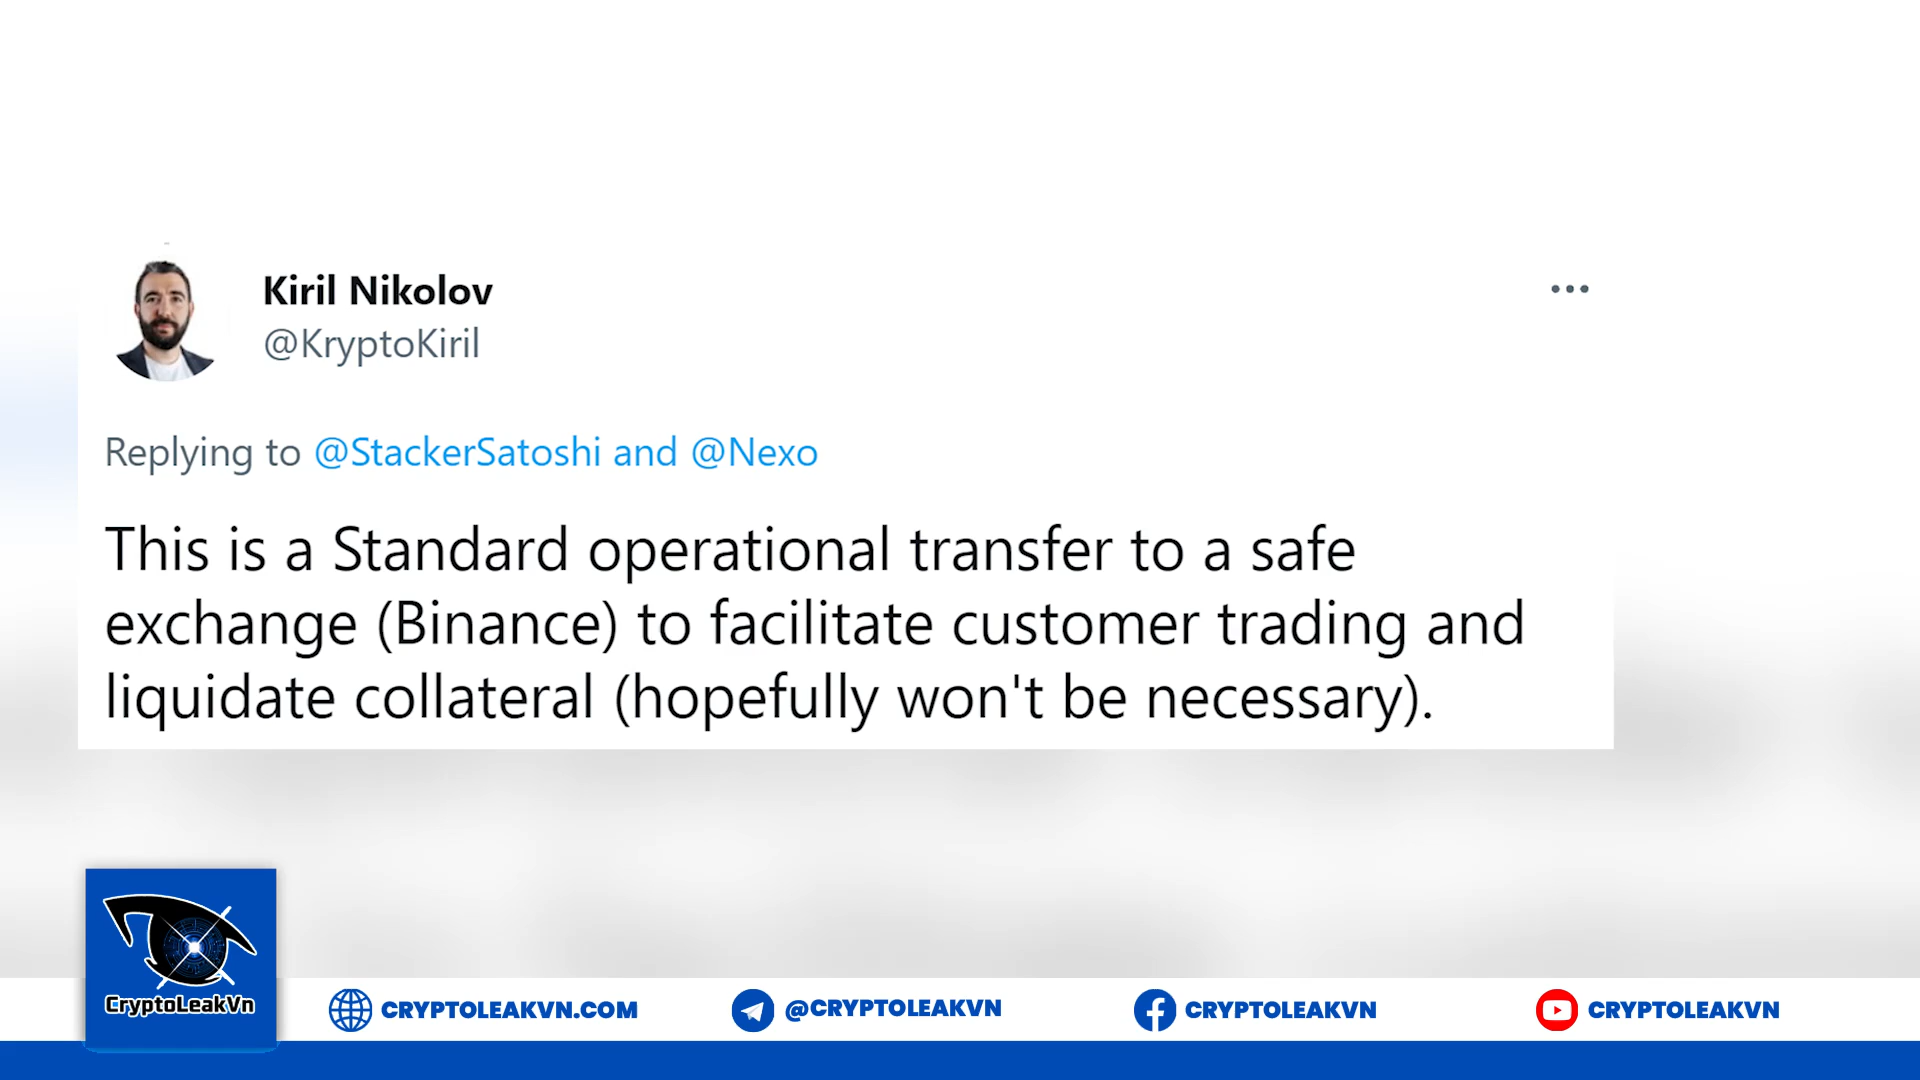 Kiril Nikolov
@KryptoKiril
Replying to @StackerSatoshi and @Nexo
This is a Standard operational transfer to a safe
exchange (Binance) to facilitate customer trading and
liquidate collateral (hopefully won't be necessary).
CryptoLeakVn
CRYPTOLEAKVN.COM
@CRYPTOLEAKVN
CRYPTOLEAKVN
CRYPTOLEAKVN